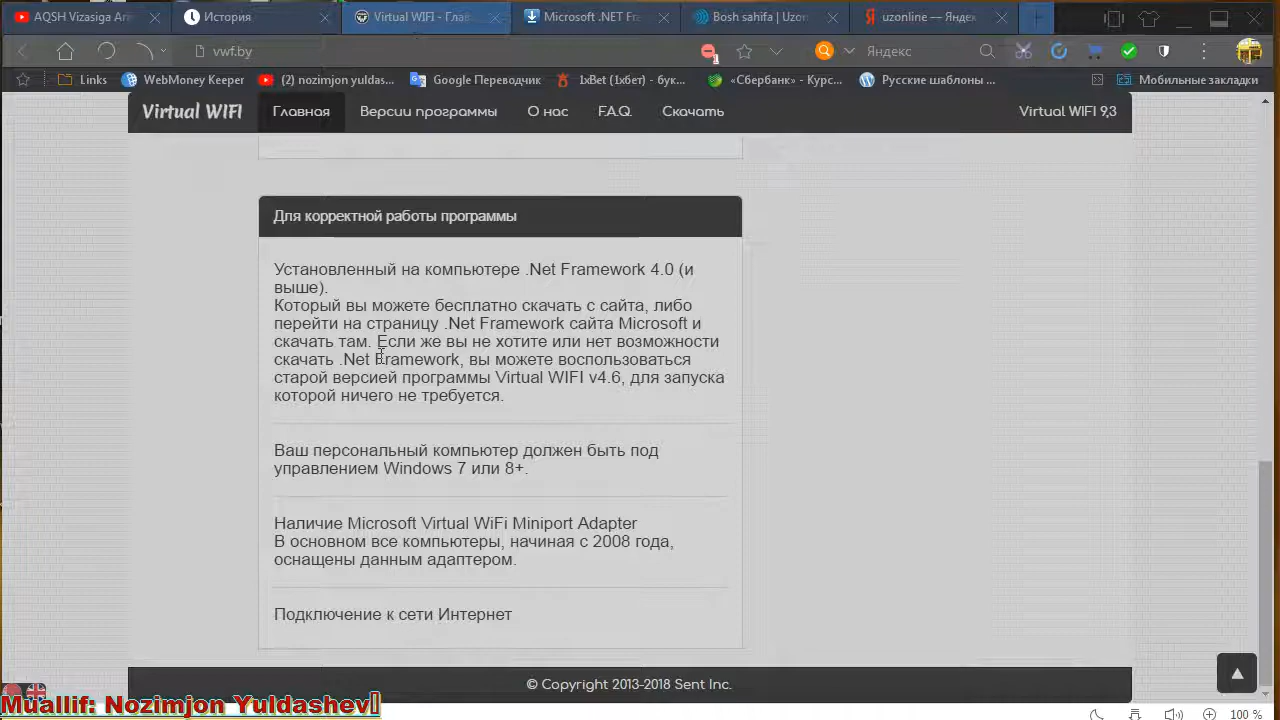 AQSH Vizasiga Ari
История
Virtual WIFI - Глав
Microsoft .NET Fra
Bosh sahifa | Uzon
uzonline — Яндекс
vwf.by
1
Яндекс
Links
WebMoney Keeper
(2) nozimjon yuldas...
Google Переводчик
1xBet (1хбет) - бук...
«Сбербанк» - Курс...
Русские шаблоны ...
Мобильные закладки
Virtual WIFI
Главная
Версии программы
О нас
F.A.Q.
Скачать
Virtual WIFI 9,3
Для корректной работы программы
Установленный на компьютере .Net Framework 4.0 (и
выше).
Который вы можете бесплатно скачать с сайта, либо
перейти на страницу .Net Framework сайта Microsoft и
скачать там. Если же вы не хотите или нет возможности
скачать .Net Framework, вы можете воспользоваться
старой версией программы Virtual WIFI v4.6, для запуска
которой ничего не требуется.
Ваш персональный компьютер должен быть под
управлением Windows 7 или 8+.
Наличие Microsoft Virtual WiFi Miniport Adapter
В основном все компьютеры, начиная с 2008 года,
оснащены данным адаптером.
Подключение к сети Интернет
© Copyright 2013-2018 Sent Inc.
Muallif: Nozimjon Yuldashev
100 %